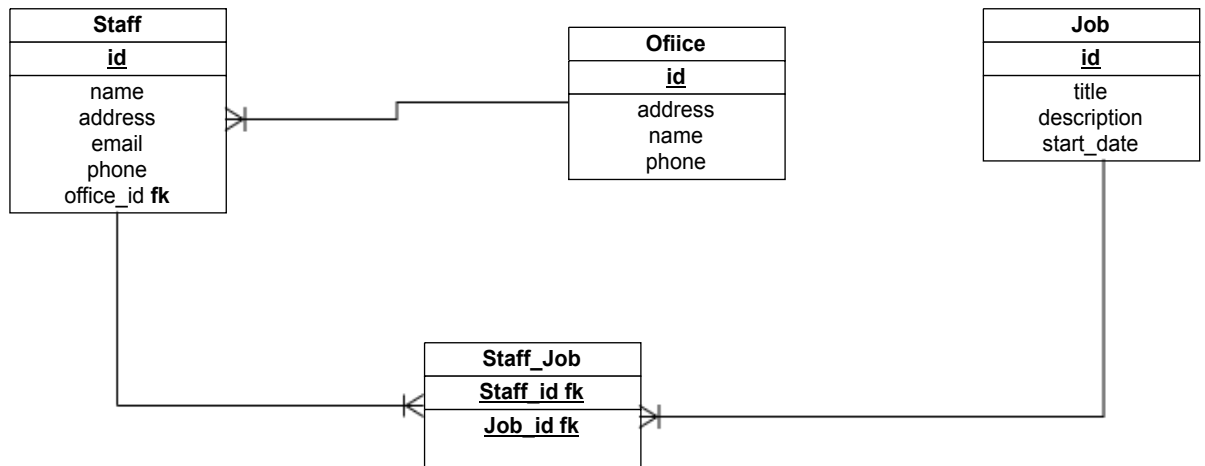 Staff
id
name
address
email
phone
office_id fk
Ofiice
id
address
name
phone
Job
id
title
description
start_date
Staff_Job
Staff_id fk
Job_id fk